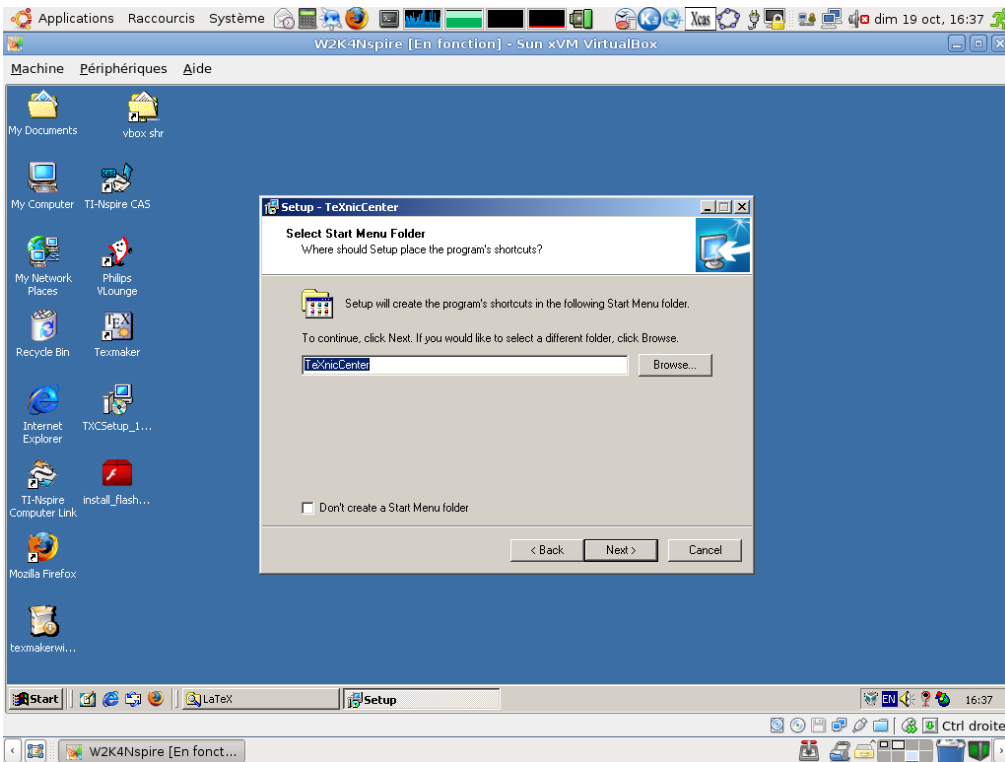 Applications Raccourcis Système Xcas dim 19 oct, 16:37
W2K4Nspire [En fonction] - Sun xVM VirtualBox
Machine Périphériques Aide
My Documents
vbox shr
My Computer
TI-Nspire CAS
My Network Places
Philips VLounge
Recycle Bin
TEX
Texmaker
Internet Explorer
TXCSetup_1...
TI-Nspire Computer Link
install_flash...
Mozilla Firefox
texmakerwi...
Setup - TeXnicCenter
Select Start Menu Folder
Where should Setup place the program's shortcuts?
Setup will create the program's shortcuts in the following Start Menu folder.
To continue, click Next. If you would like to select a different folder, click Browse.
TeXnicCenter
Browse...
Don't create a Start Menu folder
< Back Next > Cancel
Start LaTeX Setup EN 16:37
Ctrl droite
W2K4Nspire [En fonct...